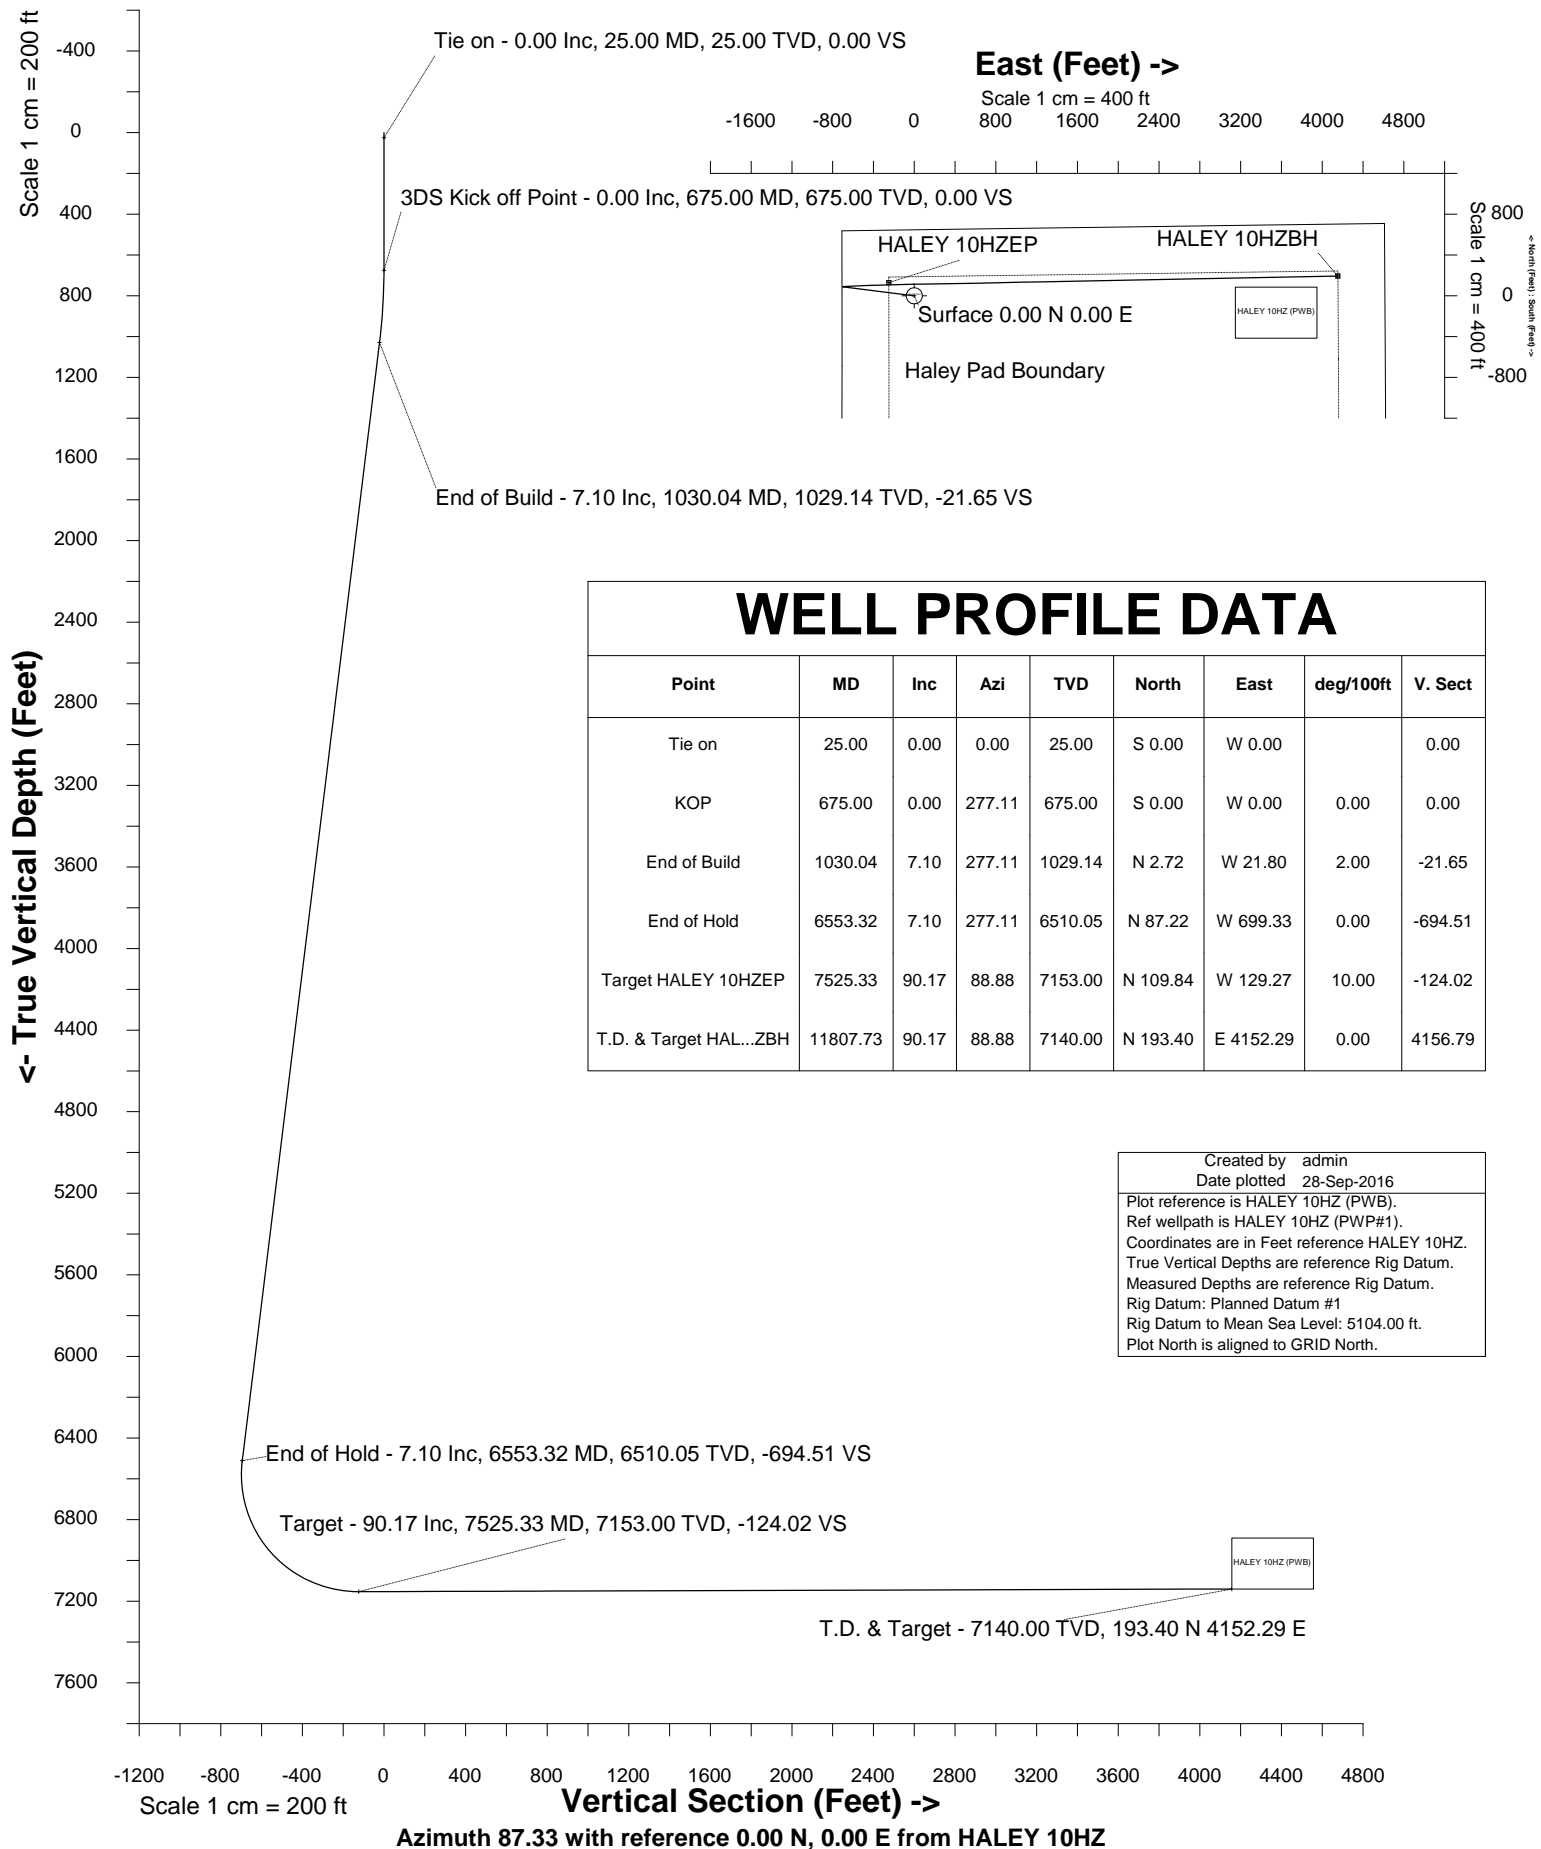 Scale 1 cm = 200 ft
-400
0
400
800
1200
1600
2000
2400
2800
3200
3600
4000
4400
4800
5200
5600
6000
6400
6800
7200
7600
<- True Vertical Depth (Feet)
Tie on - 0.00 Inc, 25.00 MD, 25.00 TVD, 0.00 VS
3DS Kick off Point - 0.00 Inc, 675.00 MD, 675.00 TVD, 0.00 VS
End of Build - 7.10 Inc, 1030.04 MD, 1029.14 TVD, -21.65 VS
East (Feet) ->
Scale 1 cm = 400 ft
-1600 -800 0 800 1600 2400 3200 4000 4800
HALEY 10HZEP
HALEY 10HZBH
Surface 0.00 N 0.00 E
HALEY 10HZ (PWB)
Haley Pad Boundary
Scale 1 cm = 400 ft
800
0
-800
<- North (Feet) : South (Feet) ->
WELL PROFILE DATA
Point MD Inc Azi TVD North East deg/100ft V. Sect
Tie on 25.00 0.00 0.00 25.00 S 0.00 W 0.00 0.00
KOP 675.00 0.00 277.11 675.00 S 0.00 W 0.00 0.00 0.00
End of Build 1030.04 7.10 277.11 1029.14 N 2.72 W 21.80 2.00 -21.65
End of Hold 6553.32 7.10 277.11 6510.05 N 87.22 W 699.33 0.00 -694.51
Target HALEY 10HZEP 7525.33 90.17 88.88 7153.00 N 109.84 W 129.27 10.00 -124.02
T.D. & Target HAL...ZBH 11807.73 90.17 88.88 7140.00 N 193.40 E 4152.29 0.00 4156.79
Created by admin
Date plotted 28-Sep-2016
Plot reference is HALEY 10HZ (PWB).
Ref wellpath is HALEY 10HZ (PWP#1).
Coordinates are in Feet reference HALEY 10HZ.
True Vertical Depths are reference Rig Datum.
Measured Depths are reference Rig Datum.
Rig Datum: Planned Datum #1
Rig Datum to Mean Sea Level: 5104.00 ft.
Plot North is aligned to GRID North.
End of Hold - 7.10 Inc, 6553.32 MD, 6510.05 TVD, -694.51 VS
Target - 90.17 Inc, 7525.33 MD, 7153.00 TVD, -124.02 VS
HALEY 10HZ (PWB)
T.D. & Target - 7140.00 TVD, 193.40 N 4152.29 E
-1200 -800 -400 0 400 800 1200 1600 2000 2400 2800 3200 3600 4000 4400 4800
Scale 1 cm = 200 ft
Vertical Section (Feet) ->
Azimuth 87.33 with reference 0.00 N, 0.00 E from HALEY 10HZ